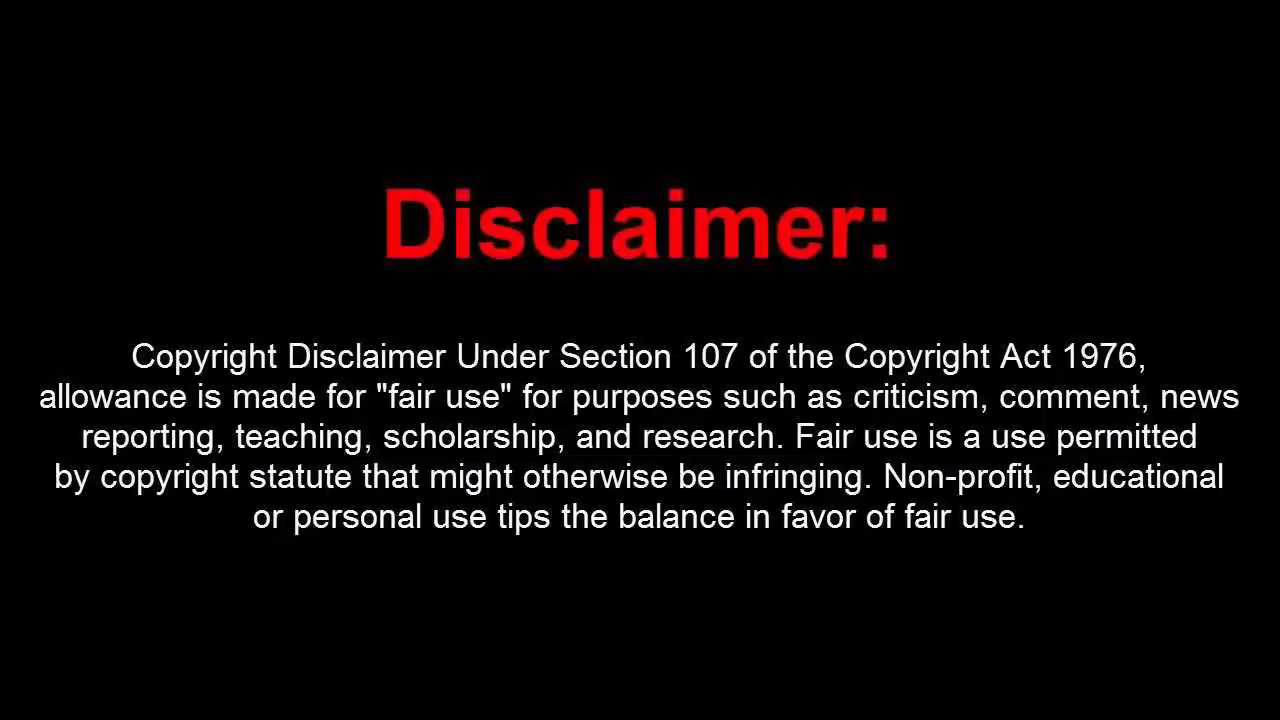 Disclaimer:
Copyright Disclaimer Under Section 107 of the Copyright Act 1976,
allowance is made for "fair use" for purposes such as criticism, comment, news
reporting, teaching, scholarship, and research. Fair use is a use permitted
by copyright statute that might otherwise be infringing. Non-profit, educational
or personal use tips the balance in favor of fair use.